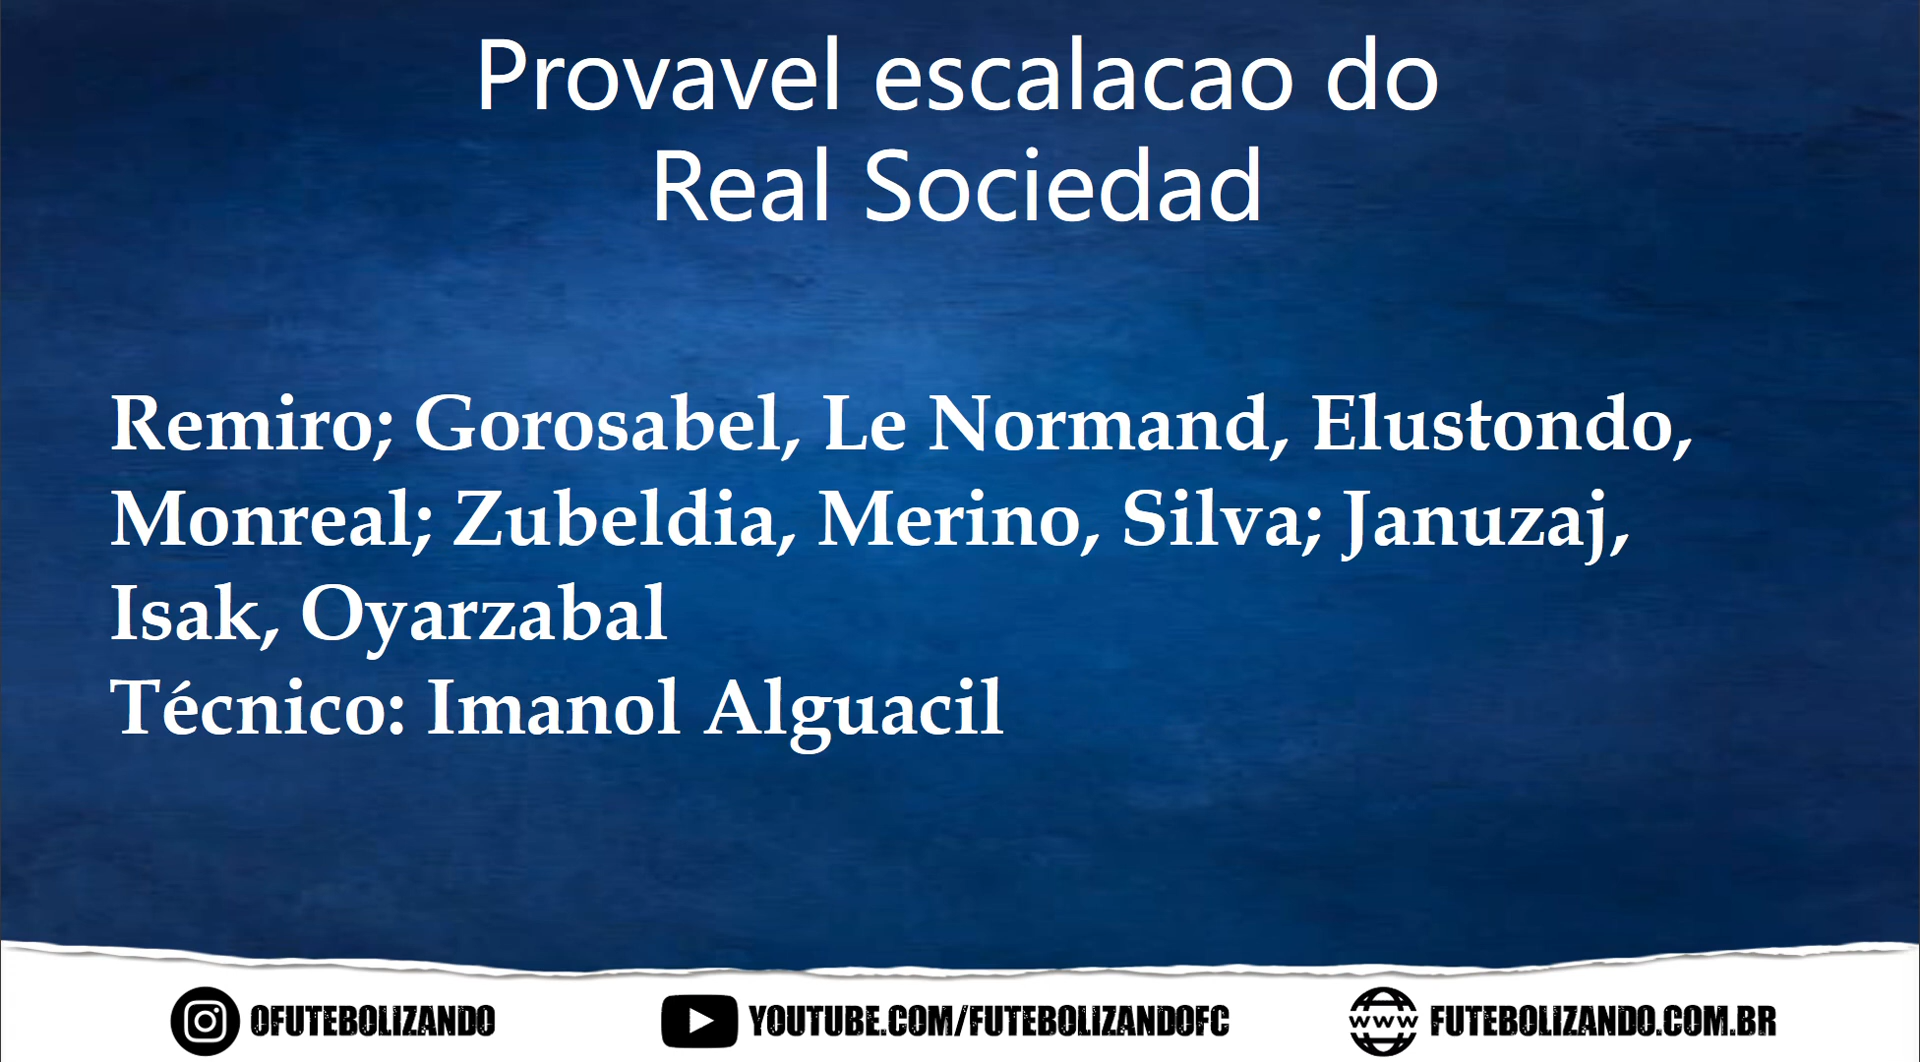 Provavel escalacao do
Real Sociedad
Remiro; Gorosabel, Le Normand, Elustondo,
Monreal; Zubeldia, Merino, Silva; Januzaj,
Isak, Oyarzabal
Técnico: Imanol Alguacil
OFUTEBOLIZANDO
YOUTUBE.COM/FUTEBOLIZANDOFC
WWW
FUTEBOLIZANDO.COM.BR